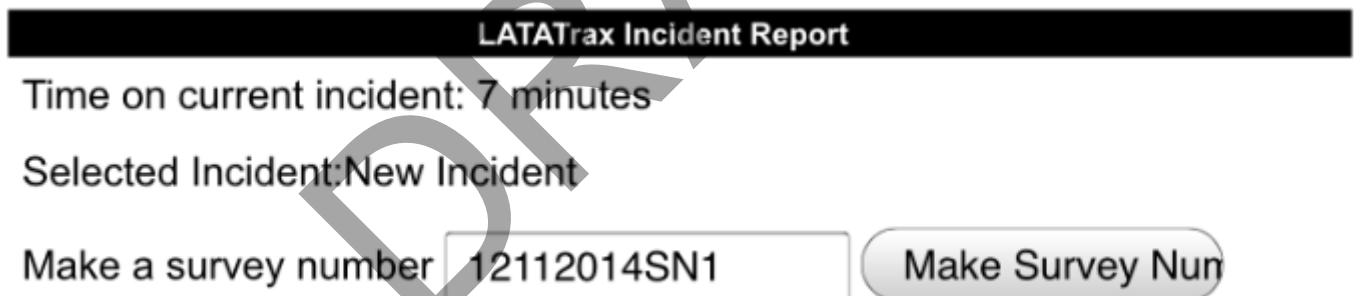 LATATrax Incident Report
Time on current incident: 7 minutes
Selected Incident:New Incident
Make a survey number 12112014SN1 Make Survey Num